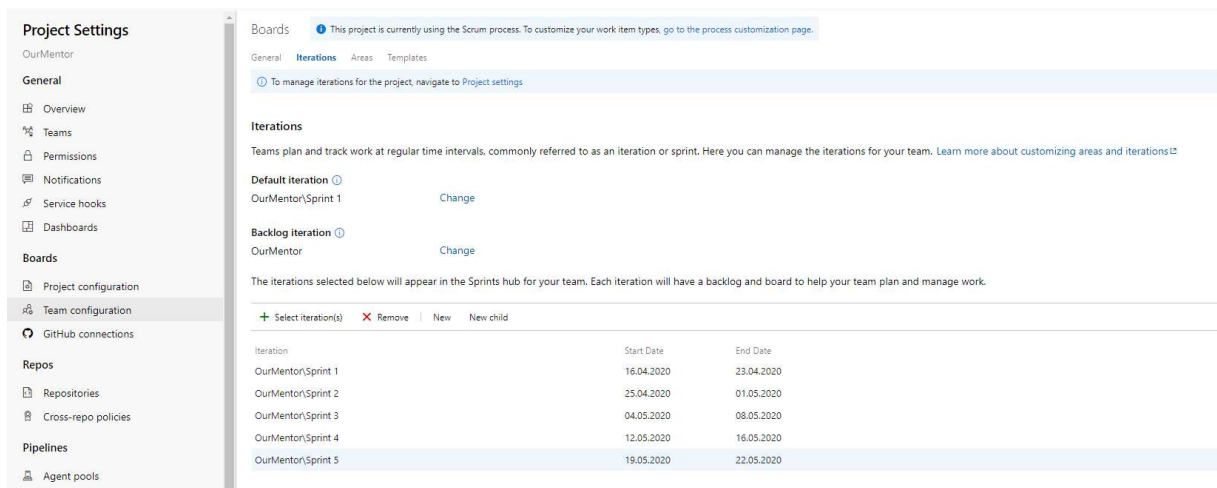 Project Settings
OurMentor
General
Overview
Teams
Permissions
Notifications
Service hooks
Dashboards
Boards
Project configuration
Team configuration
GitHub connections
Repos
Repositories
Cross-repo policies
Pipelines
Agent pools
Boards This project is currently using the Scrum process. To customize your work item types, go to the process customization page.
General Iterations Areas Templates
To manage iterations for the project, navigate to Project settings
Iterations
Teams plan and track work at regular time intervals, commonly referred to as an iteration or sprint. Here you can manage the iterations for your team. Learn more about customizing areas and iterations
Default iteration
OurMentor\Sprint 1 Change
Backlog iteration
OurMentor Change
The iterations selected below will appear in the Sprints hub for your team. Each iteration will have a backlog and board to help your team plan and manage work.
+ Select iteration(s) X Remove | New New child
Iteration Start Date End Date
OurMentor\Sprint 1 16.04.2020 23.04.2020
OurMentor\Sprint 2 25.04.2020 01.05.2020
OurMentor\Sprint 3 04.05.2020 08.05.2020
OurMentor\Sprint 4 12.05.2020 16.05.2020
OurMentor\Sprint 5 19.05.2020 22.05.2020